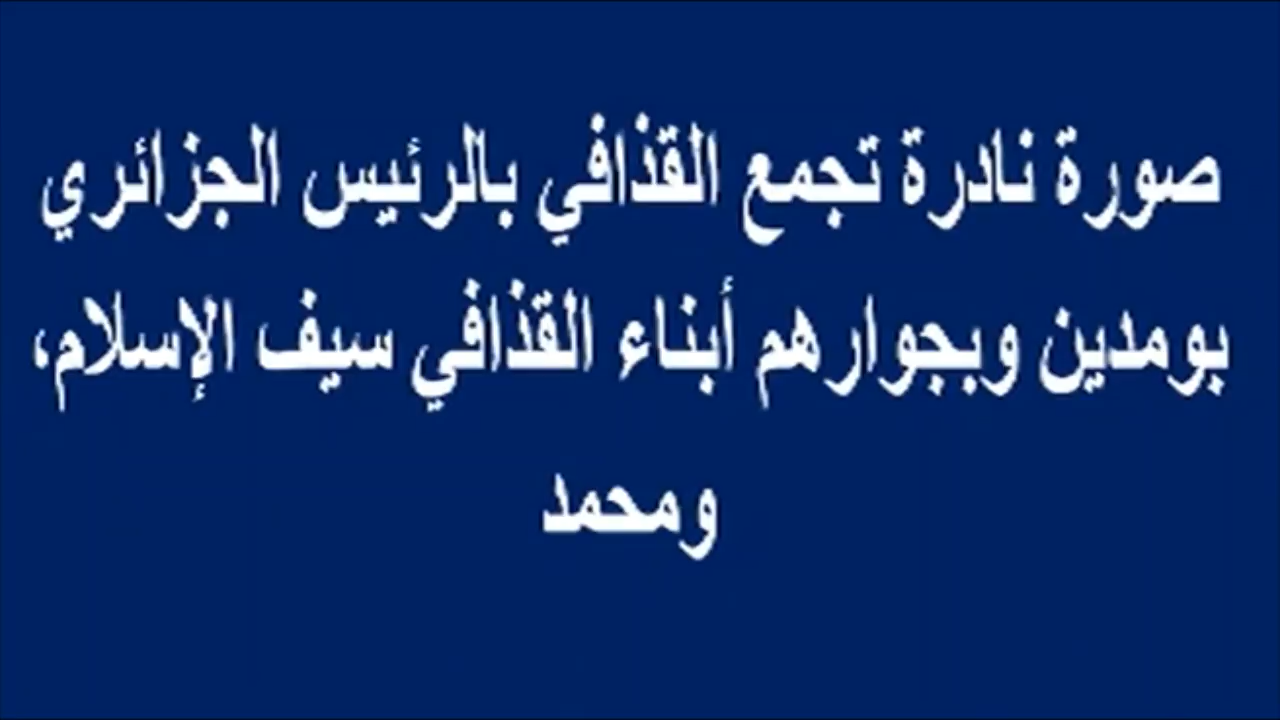 صورة نادرة تجمع القذافي بالرئيس الجزائري
بومدين وبجوارهم أبناء القذافي سيف الإسلام،
ومحمد